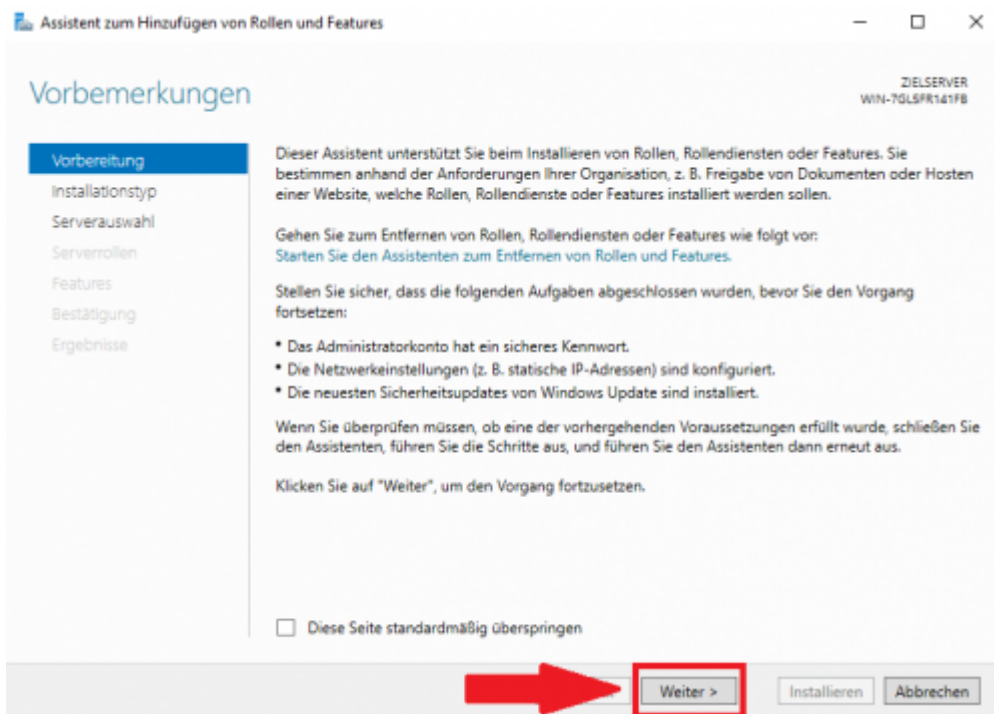 Assistent zum Hinzufügen von Rollen und Features
Vorbemerkungen
ZIELSERVER
WIN-7GLSFR141FB
Vorbereitung
Installationstyp
Serverauswahl
Serverrollen
Features
Bestätigung
Ergebnisse
Dieser Assistent unterstützt Sie beim Installieren von Rollen, Rollendiensten oder Features. Sie
bestimmen anhand der Anforderungen Ihrer Organisation, z. B. Freigabe von Dokumenten oder Hosten
einer Website, welche Rollen, Rollendienste oder Features installiert werden sollen.
Gehen Sie zum Entfernen von Rollen, Rollendiensten oder Features wie folgt vor:
Starten Sie den Assistenten zum Entfernen von Rollen und Features.
Stellen Sie sicher, dass die folgenden Aufgaben abgeschlossen wurden, bevor Sie den Vorgang
fortsetzen:
• Das Administratorkonto hat ein sicheres Kennwort.
• Die Netzwerkeinstellungen (z. B. statische IP-Adressen) sind konfiguriert.
• Die neuesten Sicherheitsupdates von Windows Update sind installiert.
Wenn Sie überprüfen müssen, ob eine der vorhergehenden Voraussetzungen erfüllt wurde, schließen Sie
den Assistenten, führen Sie die Schritte aus, und führen Sie den Assistenten dann erneut aus.
Klicken Sie auf "Weiter", um den Vorgang fortzusetzen.
Diese Seite standardmäßig überspringen
Weiter >
Installieren
Abbrechen